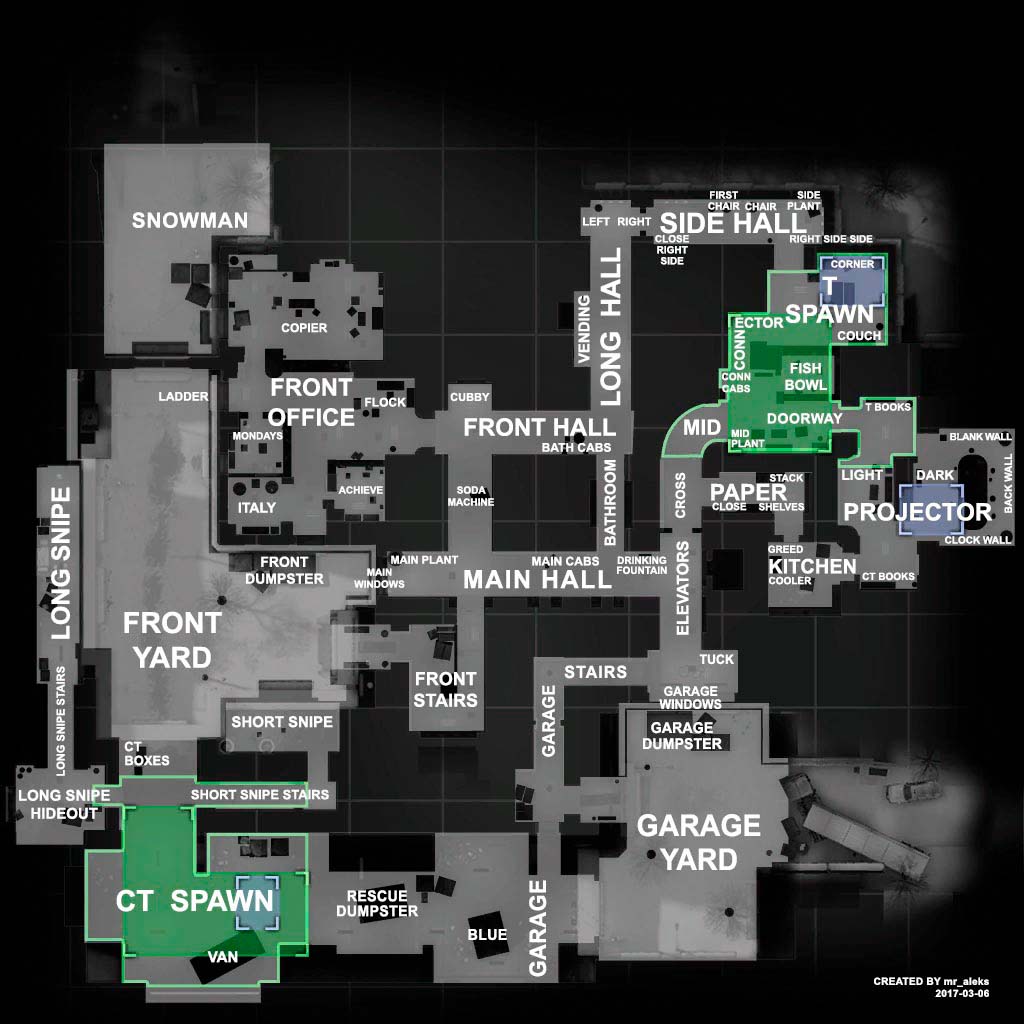 SNOWMAN
FIRST
CHAIR
CHAIR
SIDE
PLANT
LEFT
RIGHT
SIDE HALL
CLOSE
RIGHT
SIDE
RIGHT SIDE SIDE
CORNER
T
SPAWN
COUCH
COPIER
VENDING
LONG HALL
CONNECTOR
CONN
CABS
FISH
BOWL
DOORWAY
MID
MID
PLANT
T BOOKS
LADDER
FRONT
OFFICE
FLOCK
MONDAYS
ITALY
ACHIEVE
CUBBY
FRONT HALL
BATH CABS
SODA
MACHINE
BATHROOM
CROSS
STACK
PAPER
CLOSE
SHELVES
LIGHT
DARK
BLANK WALL
BACK WALL
PROJECTOR
CLOCK WALL
GREED
KITCHEN
COOLER
CT BOOKS
LONG SNIPE
FRONT
DUMPSTER
MAIN
WINDOWS
MAIN PLANT
MAIN CABS
MAIN HALL
DRINKING
FOUNTAIN
ELEVATORS
FRONT
YARD
FRONT
STAIRS
STAIRS
TUCK
GARAGE
WINDOWS
GARAGE
GARAGE
DUMPSTER
LONG SNIPE STAIRS
SHORT SNIPE
CT
BOXES
LONG SNIPE
HIDEOUT
SHORT SNIPE STAIRS
GARAGE
YARD
CT SPAWN
VAN
RESCUE
DUMPSTER
BLUE
GARAGE
CREATED BY mr_aleks
2017-03-06